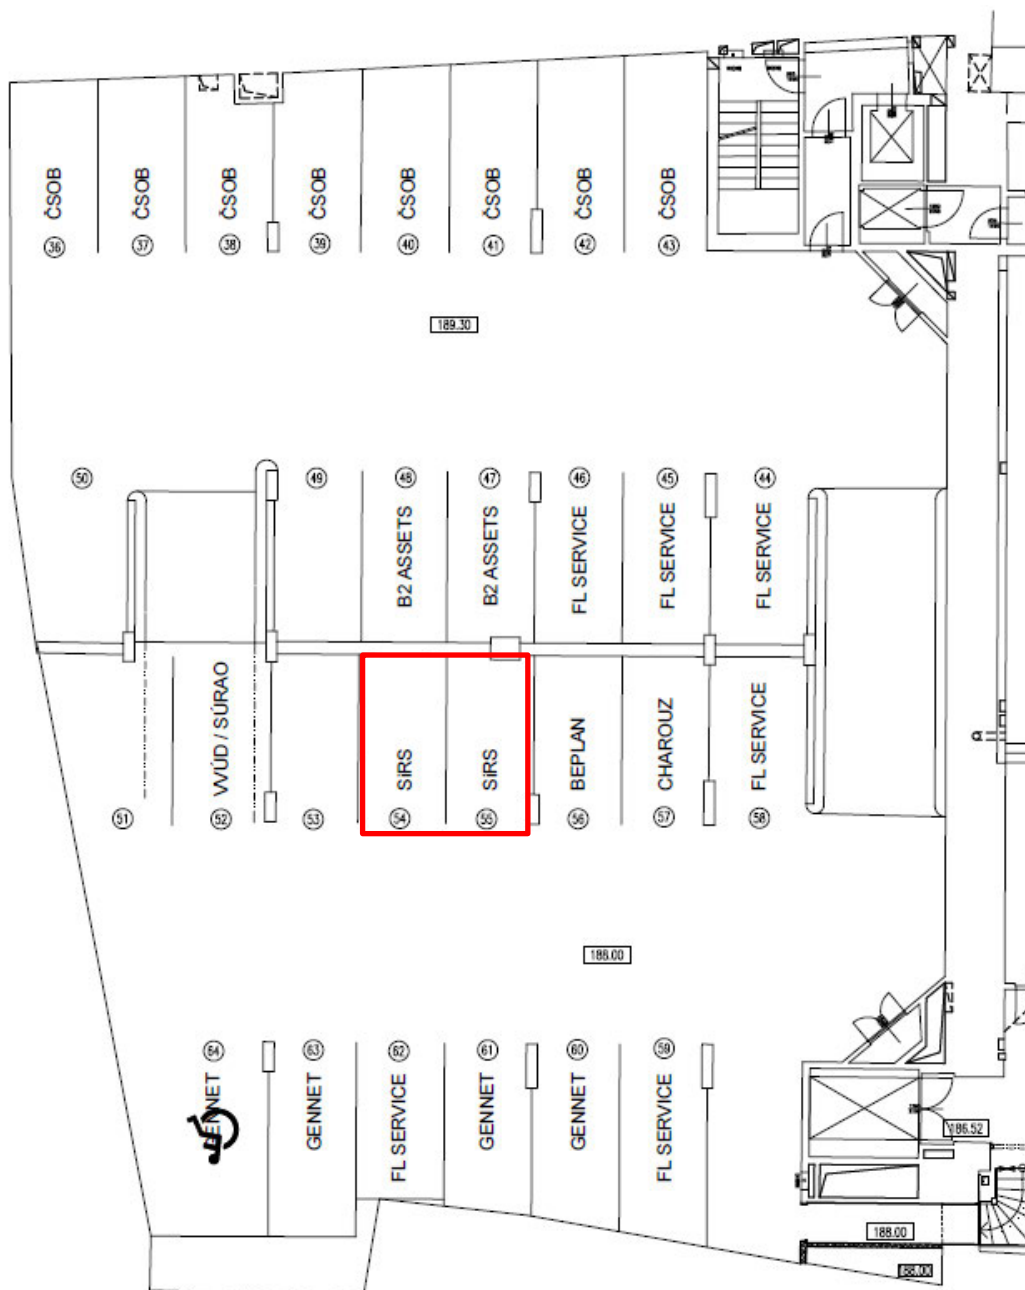 ČSOB
ČSOB
ČSOB
ČSOB
ČSOB
ČSOB
ČSOB
ČSOB
36
37
38
39
40
41
42
43
189.30
50
49
48
47
46
45
44
B2 ASSETS
B2 ASSETS
FL SERVICE
FL SERVICE
FL SERVICE
VVÚD / SÚRAO
SiRS
SiRS
BEPLAN
CHAROUZ
FL SERVICE
51
52
53
54
55
56
57
58
188.00
64
63
62
61
60
59
GENNET
GENNET
FL SERVICE
GENNET
GENNET
FL SERVICE
186.52
188.00
188.00